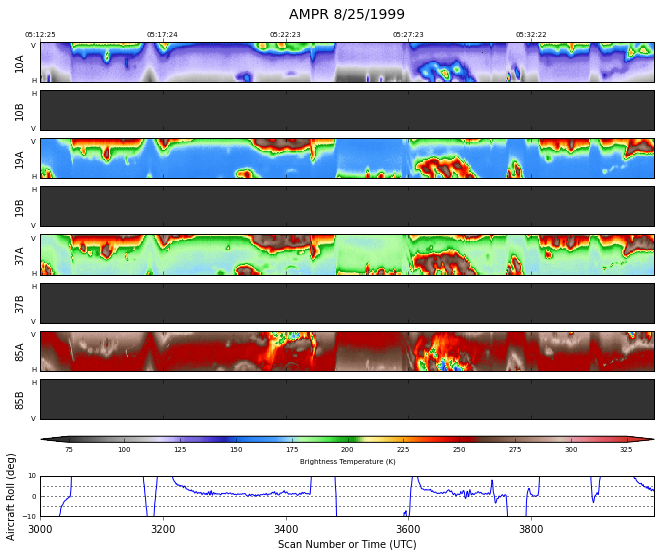 AMPR 8/25/1999
05:12:25 05:17:24 05:22:23 05:27:23 05:32:22
V
10A
H
H
10B
V
V
19A
H
H
19B
V
V
37A
H
H
37B
V
V
85A
H
H
85B
V
75 100 125 150 175 200 225 250 275 300 325
Brightness Temperature (K)
Aircraft Roll (deg)
10
5
0
−5
−10
3000 3200 3400 3600 3800
Scan Number or Time (UTC)